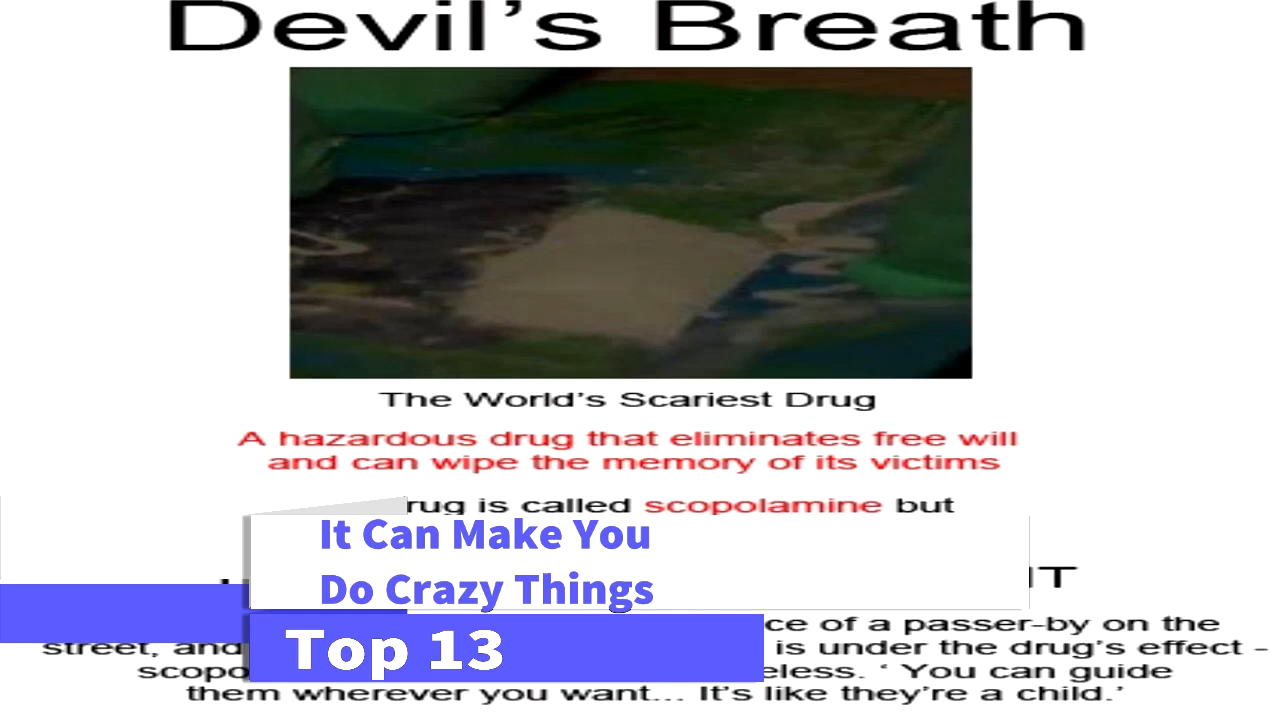 Devil's Breath
The World's Scariest Drug
A hazardous drug that eliminates free will
and can wipe the memory of its victims
is called scopolamine but
It Can Make You
Do Crazy Things
of a passer-by on the
street, and is under the drug's effect -
‘ You can guide
them wherever you want... It's like they're a child.’
Top 13